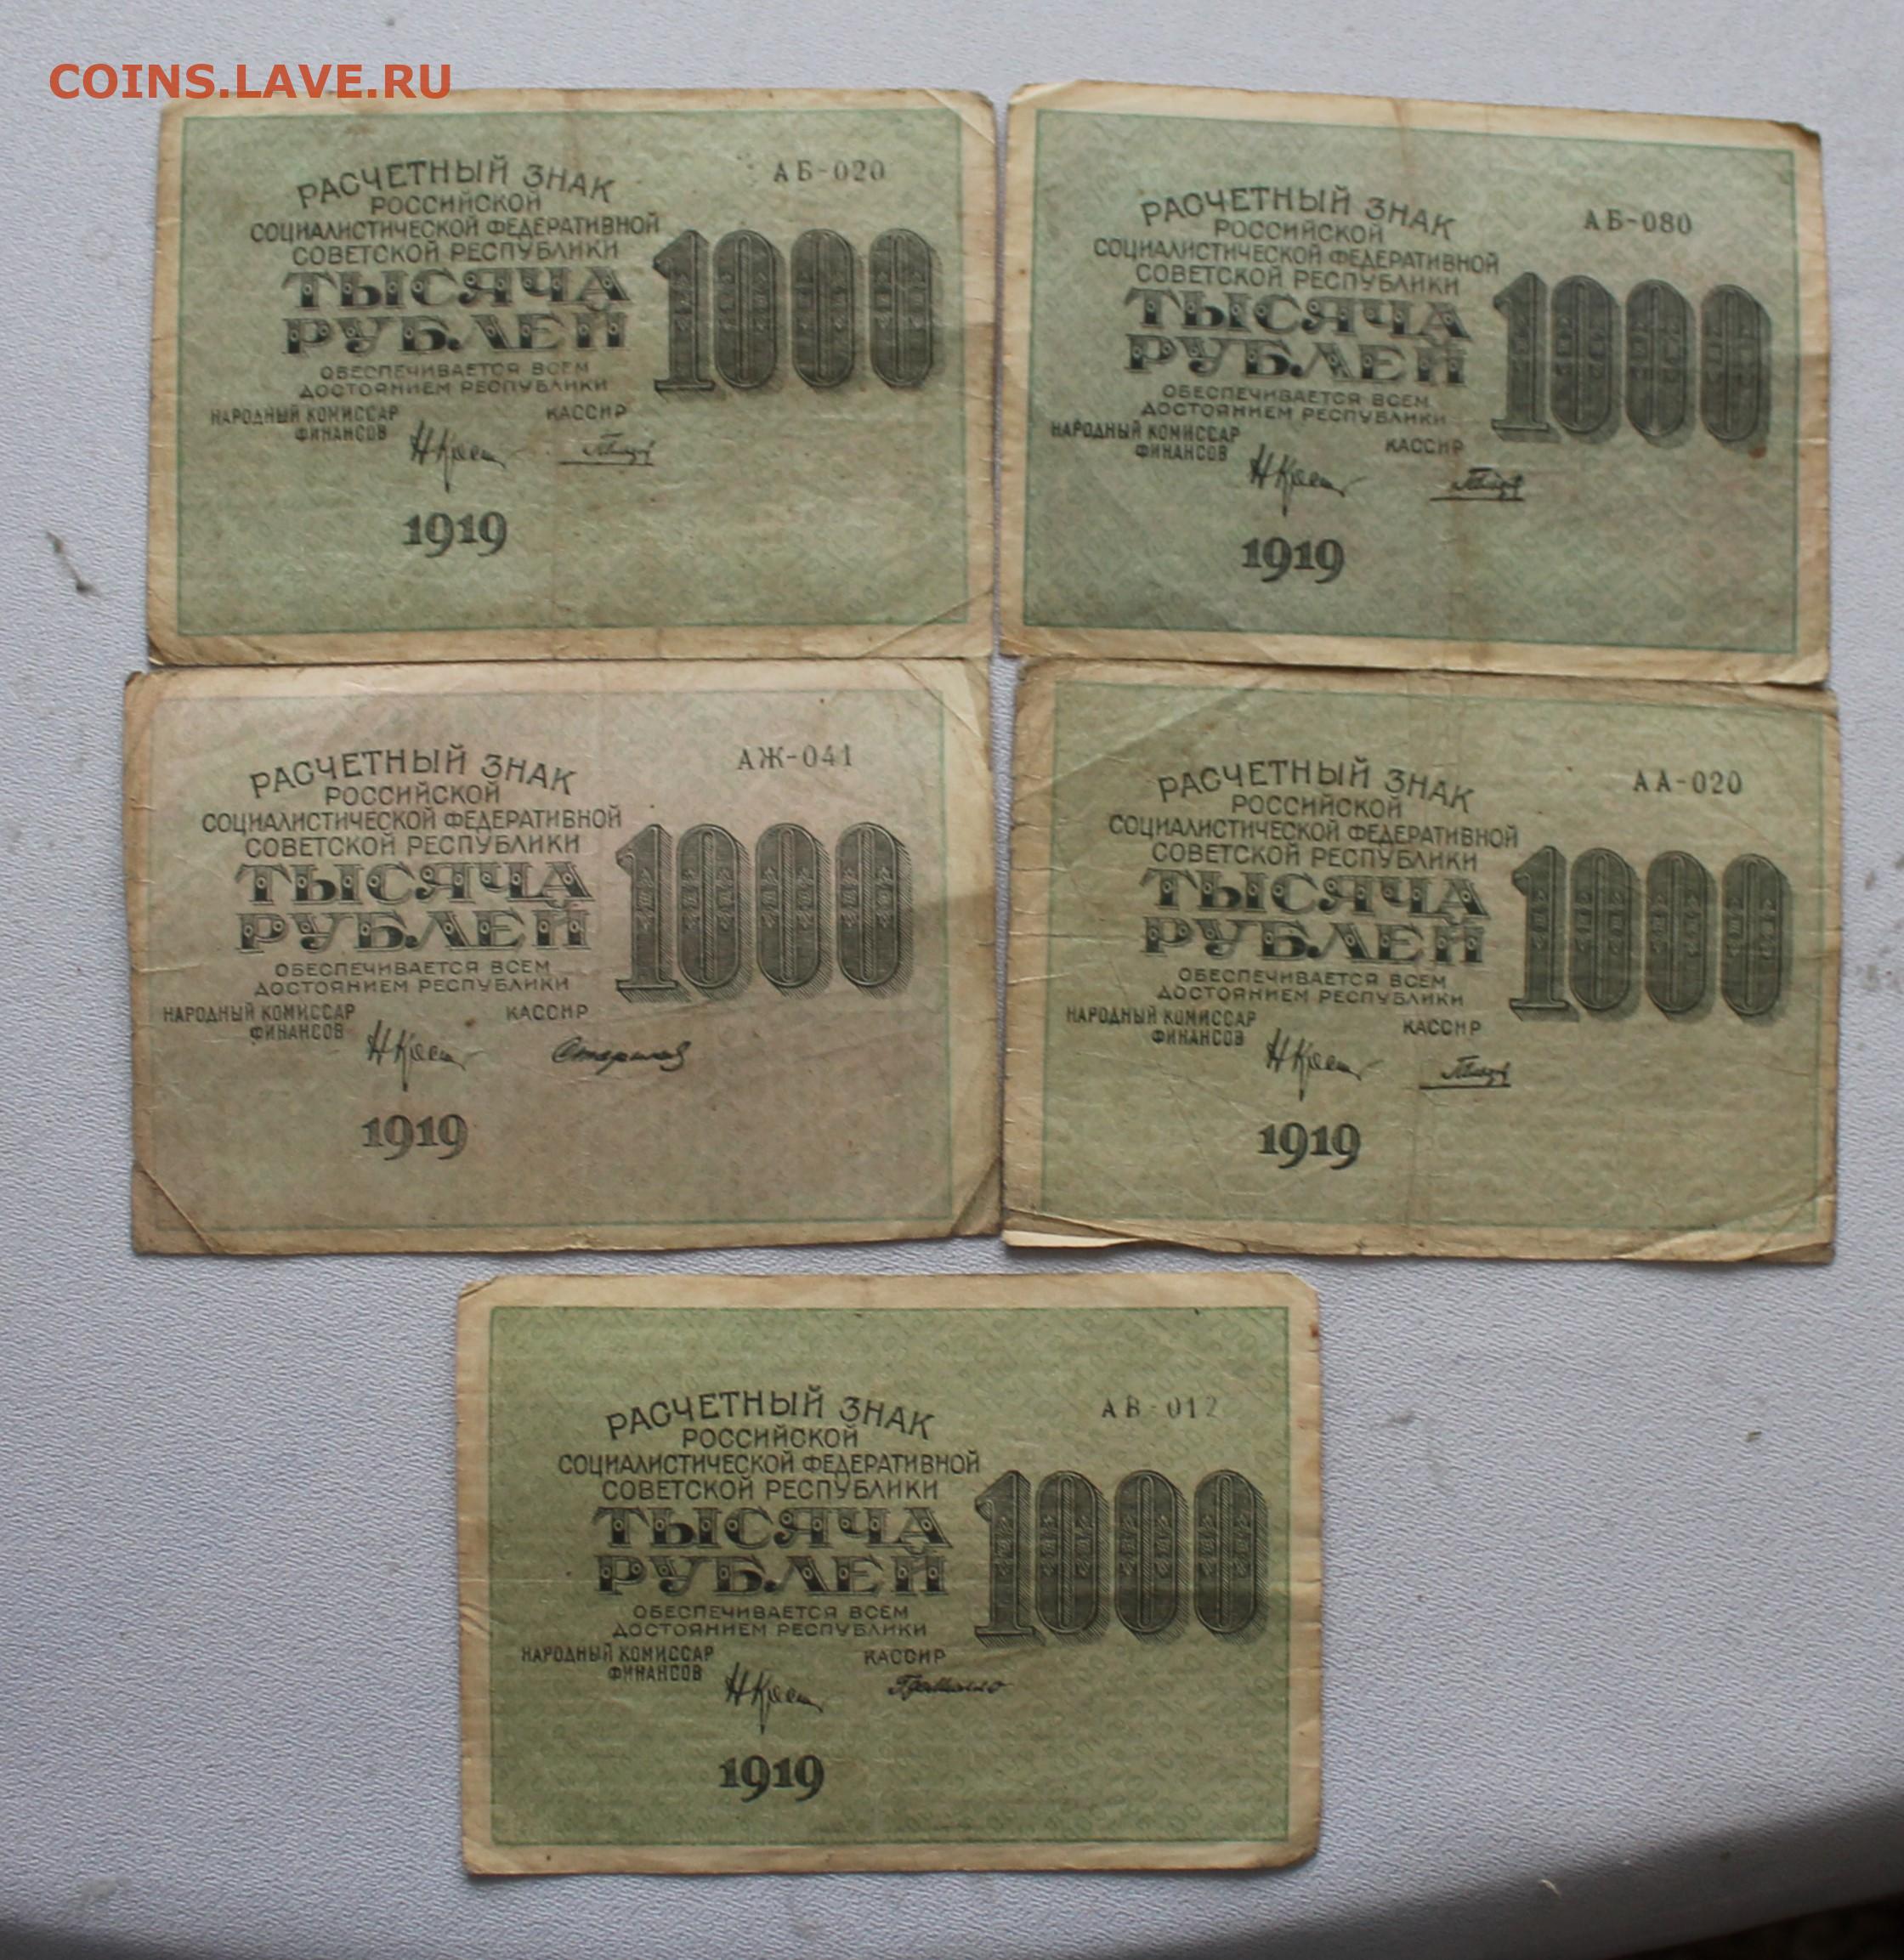 COINS.LAVE.RU
АБ-020
РАСЧЕТНЫЙ ЗНАК
РОССИЙСКОЙ
СОЦИАЛИСТИЧЕСКОЙ ФЕДЕРАТИВНОЙ
СОВЕТСКОЙ РЕСПУБЛИКИ
ТЫСЯЧА
РУБЛЕЙ
1000
ОБЕСПЕЧИВАЕТСЯ ВСЕМ
ДОСТОЯНИЕМ РЕСПУБЛИКИ
НАРОДНЫЙ КОМИССАР
ФИНАНСОВ
КАССИР
1919
АБ-080
РАСЧЕТНЫЙ ЗНАК
РОССИЙСКОЙ
СОЦИАЛИСТИЧЕСКОЙ ФЕДЕРАТИВНОЙ
СОВЕТСКОЙ РЕСПУБЛИКИ
ТЫСЯЧА
РУБЛЕЙ
1000
ОБЕСПЕЧИВАЕТСЯ ВСЕМ
ДОСТОЯНИЕМ РЕСПУБЛИКИ
НАРОДНЫЙ КОМИССАР
ФИНАНСОВ
КАССИР
1919
АЖ-041
РАСЧЕТНЫЙ ЗНАК
РОССИЙСКОЙ
СОЦИАЛИСТИЧЕСКОЙ ФЕДЕРАТИВНОЙ
СОВЕТСКОЙ РЕСПУБЛИКИ
ТЫСЯЧА
РУБЛЕЙ
1000
ОБЕСПЕЧИВАЕТСЯ ВСЕМ
ДОСТОЯНИЕМ РЕСПУБЛИКИ
НАРОДНЫЙ КОМИССАР
ФИНАНСОВ
КАССИР
1919
АА-020
РАСЧЕТНЫЙ ЗНАК
РОССИЙСКОЙ
СОЦИАЛИСТИЧЕСКОЙ ФЕДЕРАТИВНОЙ
СОВЕТСКОЙ РЕСПУБЛИКИ
ТЫСЯЧА
РУБЛЕЙ
1000
ОБЕСПЕЧИВАЕТСЯ ВСЕМ
ДОСТОЯНИЕМ РЕСПУБЛИКИ
НАРОДНЫЙ КОМИССАР
ФИНАНСОВ
КАССИР
1919
АВ-012
РАСЧЕТНЫЙ ЗНАК
РОССИЙСКОЙ
СОЦИАЛИСТИЧЕСКОЙ ФЕДЕРАТИВНОЙ
СОВЕТСКОЙ РЕСПУБЛИКИ
ТЫСЯЧА
РУБЛЕЙ
1000
ОБЕСПЕЧИВАЕТСЯ ВСЕМ
ДОСТОЯНИЕМ РЕСПУБЛИКИ
НАРОДНЫЙ КОМИССАР
ФИНАНСОВ
КАССИР
1919